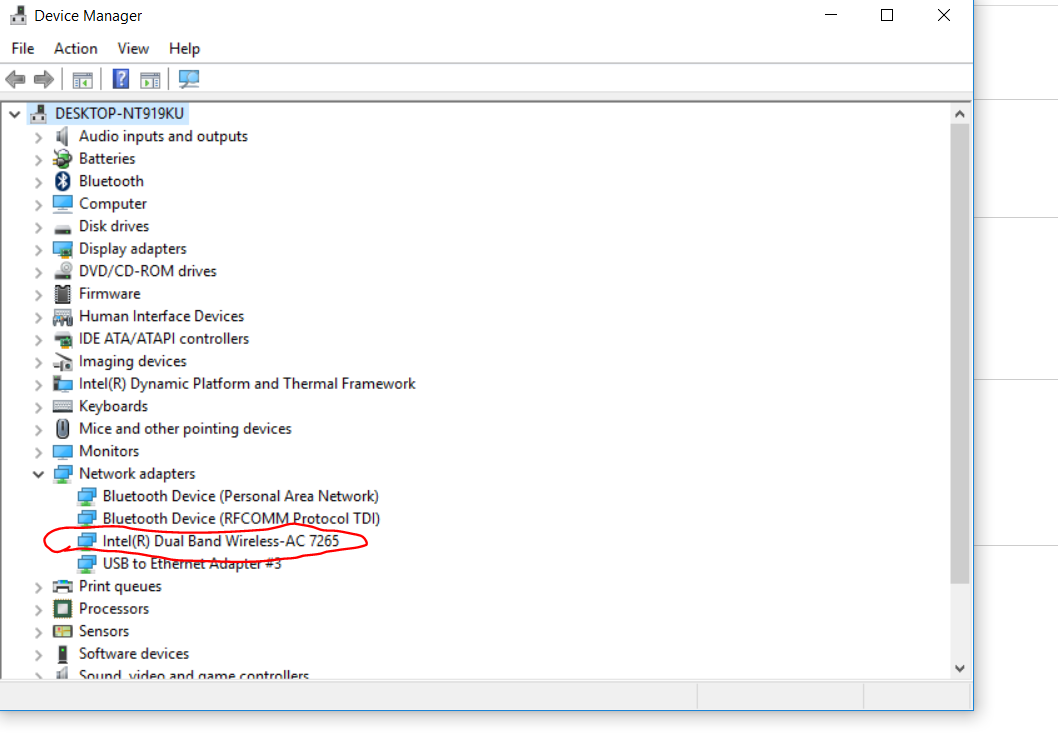 Device Manager
File Action View Help
DESKTOP-NT919KU
Audio inputs and outputs
Batteries
Bluetooth
Computer
Disk drives
Display adapters
DVD/CD-ROM drives
Firmware
Human Interface Devices
IDE ATA/ATAPI controllers
Imaging devices
Intel(R) Dynamic Platform and Thermal Framework
Keyboards
Mice and other pointing devices
Monitors
Network adapters
Bluetooth Device (Personal Area Network)
Bluetooth Device (RFCOMM Protocol TDI)
Intel(R) Dual Band Wireless-AC 7265
USB to Ethernet Adapter #3
Print queues
Processors
Sensors
Software devices
Sound, video and game controllers